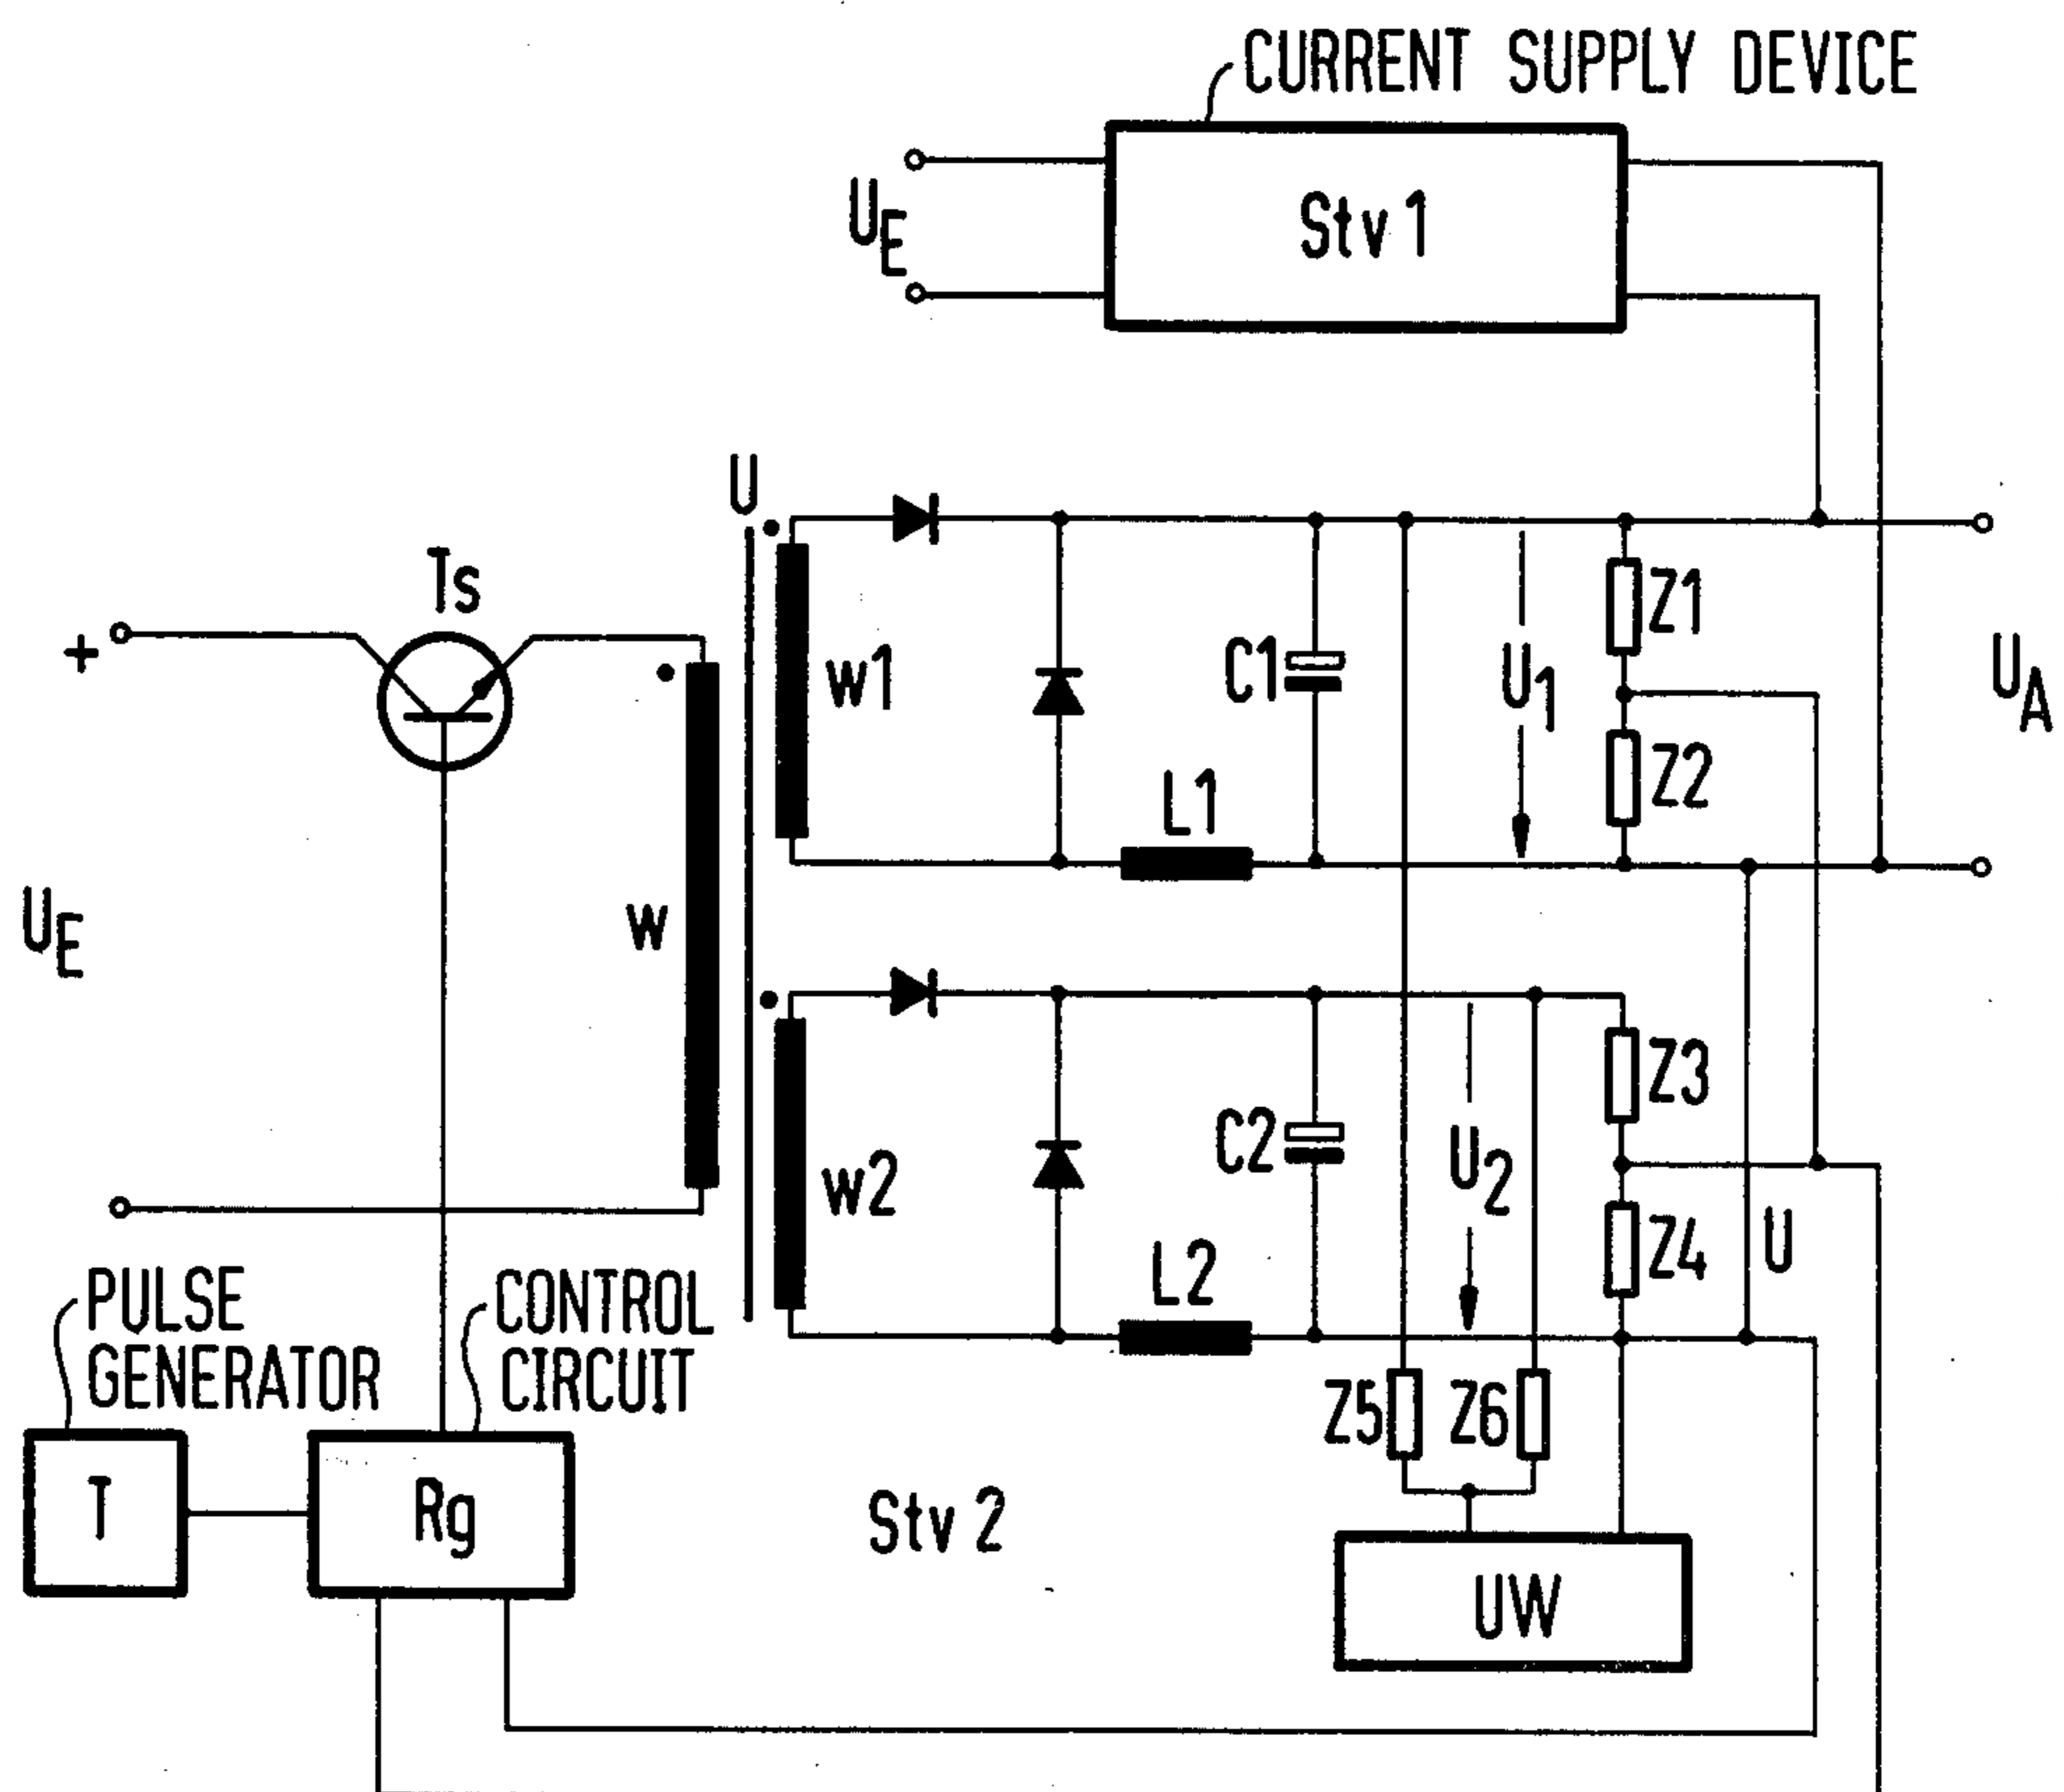 CURRENT SUPPLY DEVICE
UE
Stv 1
U
Ts
+
w1
C1
U1
Z1
UA
Z2
L1
UE
w
Z3
w2
C2
U2
Z4
U
L2
PULSE
GENERATOR
CONTROL
CIRCUIT
Z5
Z6
T
Rg
Stv 2
UW